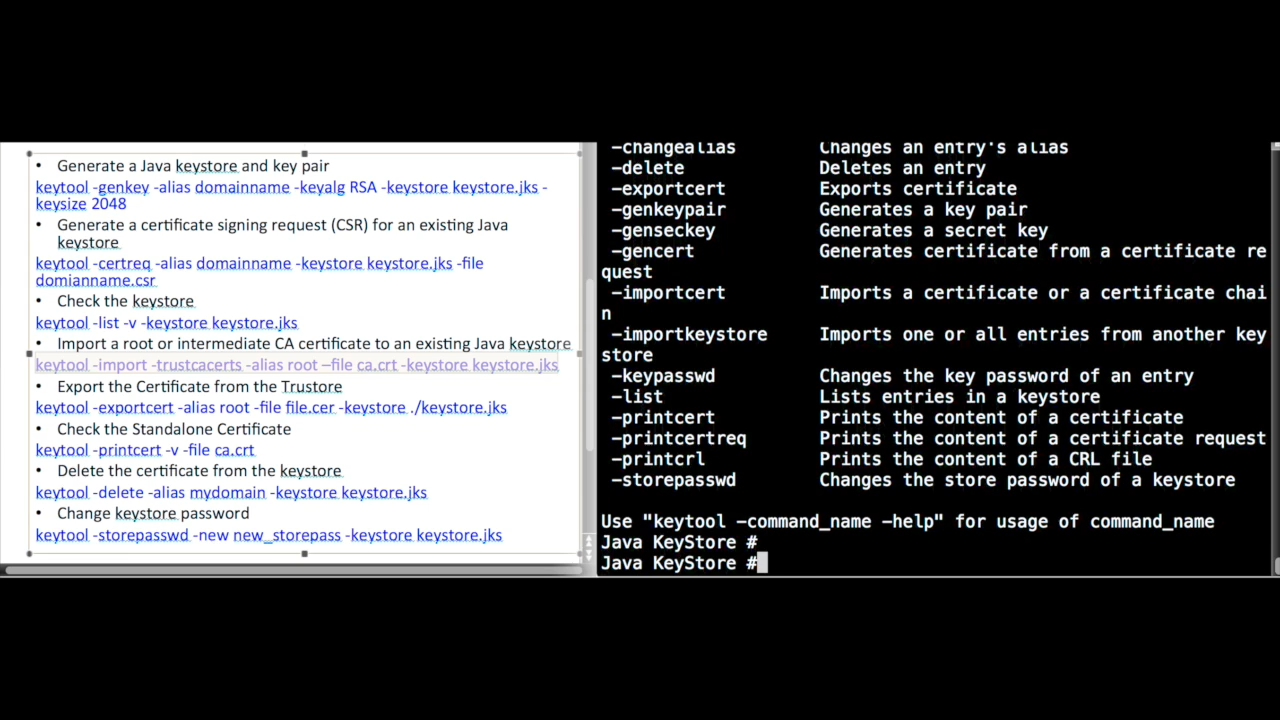 • Generate a Java keystore and key pair
keytool -genkey -alias domainname -keyalg RSA -keystore keystore.jks -
keysize 2048
• Generate a certificate signing request (CSR) for an existing Java
keystore
keytool -certreq -alias domainname -keystore keystore.jks -file
domianname.csr
• Check the keystore
keytool -list -v -keystore keystore.jks
• Import a root or intermediate CA certificate to an existing Java keystore
keytool -import -trustcacerts -alias root –file ca.crt -keystore keystore.jks
• Export the Certificate from the Trustore
keytool -exportcert -alias root -file file.cer -keystore ./keystore.jks
• Check the Standalone Certificate
keytool -printcert -v -file ca.crt
• Delete the certificate from the keystore
keytool -delete -alias mydomain -keystore keystore.jks
• Change keystore password
keytool -storepasswd -new new_storepass -keystore keystore.jks
-changealias Changes an entry's alias
-delete Deletes an entry
-exportcert Exports certificate
-genkeypair Generates a key pair
-genseckey Generates a secret key
-gencert Generates certificate from a certificate re
quest
-importcert Imports a certificate or a certificate chai
n
-importkeystore Imports one or all entries from another key
store
-keypasswd Changes the key password of an entry
-list Lists entries in a keystore
-printcert Prints the content of a certificate
-printcertreq Prints the content of a certificate request
-printcrl Prints the content of a CRL file
-storepasswd Changes the store password of a keystore
Use "keytool -command_name -help" for usage of command_name
Java KeyStore #
Java KeyStore #